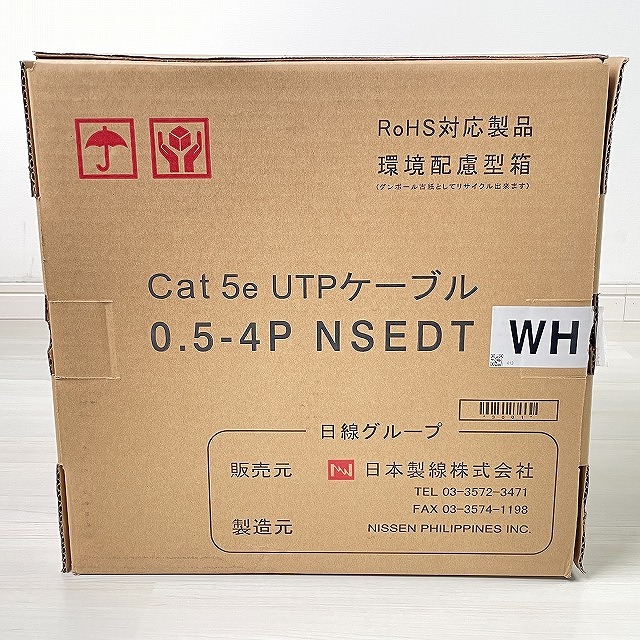 RoHS対応製品
環境配慮型箱
(ダンボール古紙としてリサイクル出来ます)
Cat 5e UTPケーブル
0.5-4P NSEDT
WH
日線グループ
販売元 日本製線株式会社
TEL 03-3572-3471
FAX 03-3574-1198
製造元 NISSEN PHILIPPINES INC.